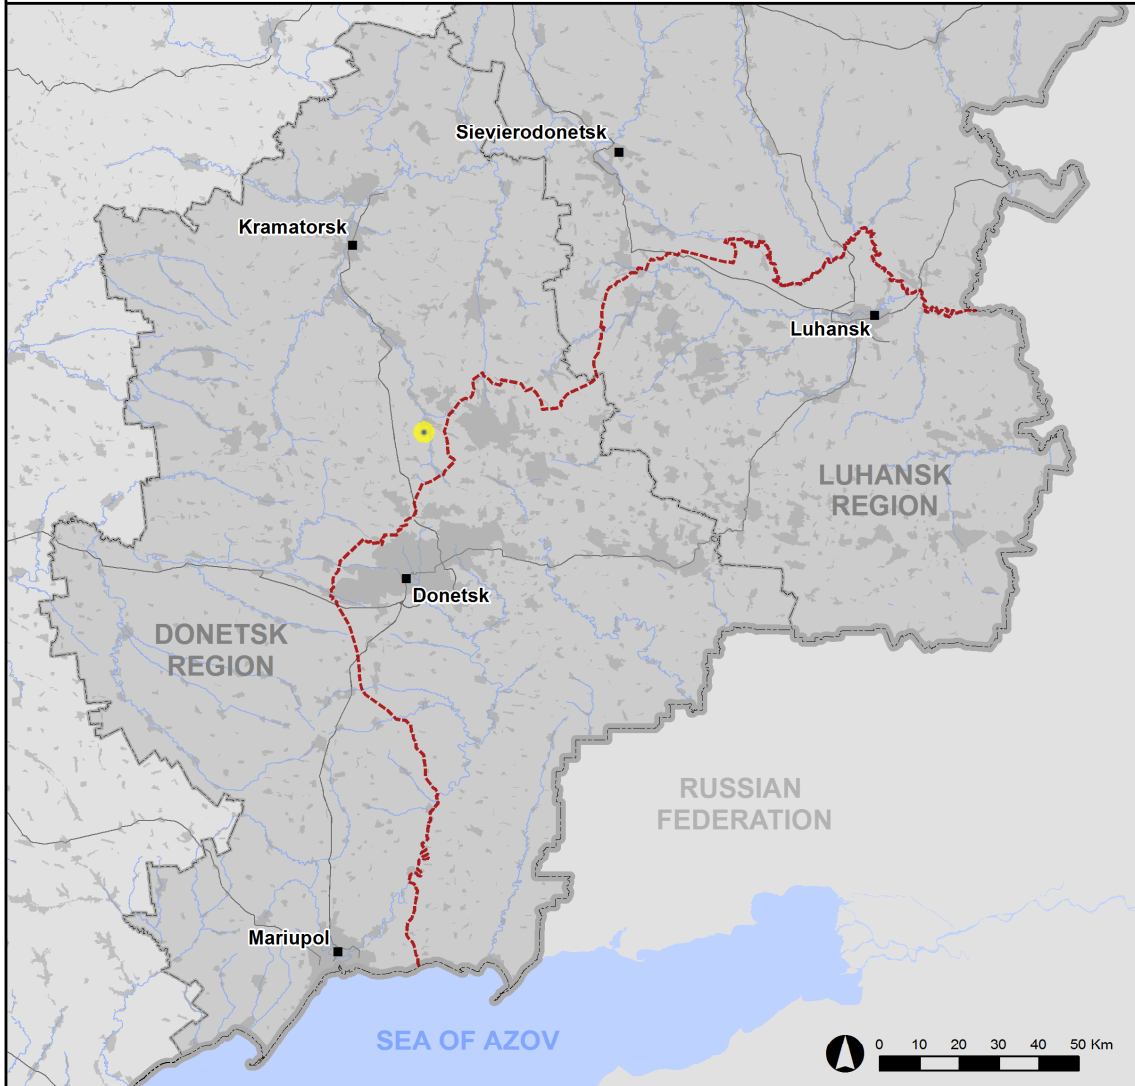 Sievierodonetsk
Kramatorsk
Luhansk
LUHANSK
REGION
Donetsk
DONETSK
REGION
RUSSIAN
FEDERATION
Mariupol
SEA OF AZOV
0 10 20 30 40 50 Km